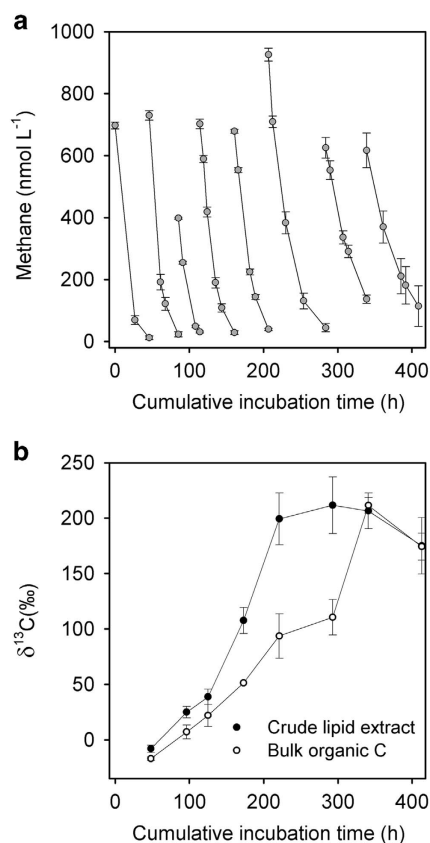 a
1000
800
600
400
200
0
Methane (nmol L⁻¹)
0 100 200 300 400
Cumulative incubation time (h)
b
250
200
150
100
50
0
δ¹³C(‰)
Crude lipid extract
Bulk organic C
0 100 200 300 400
Cumulative incubation time (h)